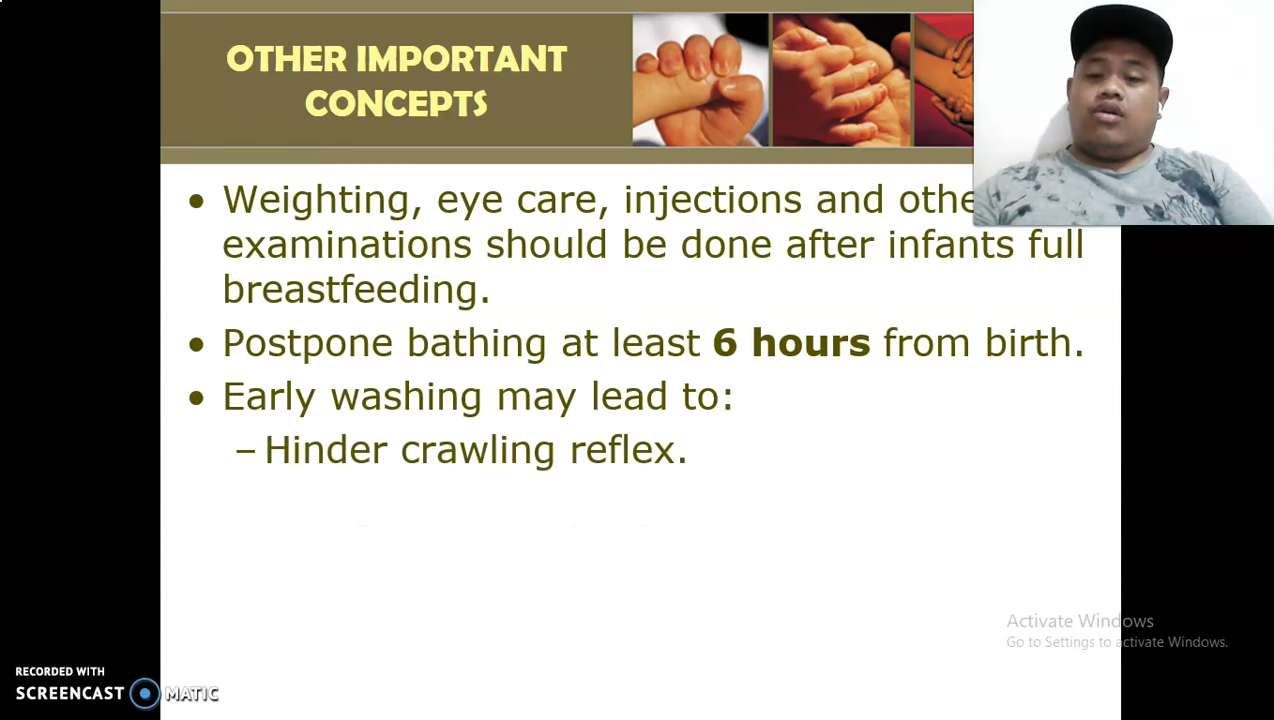 OTHER IMPORTANT
CONCEPTS
• Weighting, eye care, injections and othe
examinations should be done after infants full
breastfeeding.
• Postpone bathing at least 6 hours from birth.
• Early washing may lead to:
– Hinder crawling reflex.
Activate Windows
Go to Settings to activate Windows.
RECORDED WITH
SCREENCAST MATIC